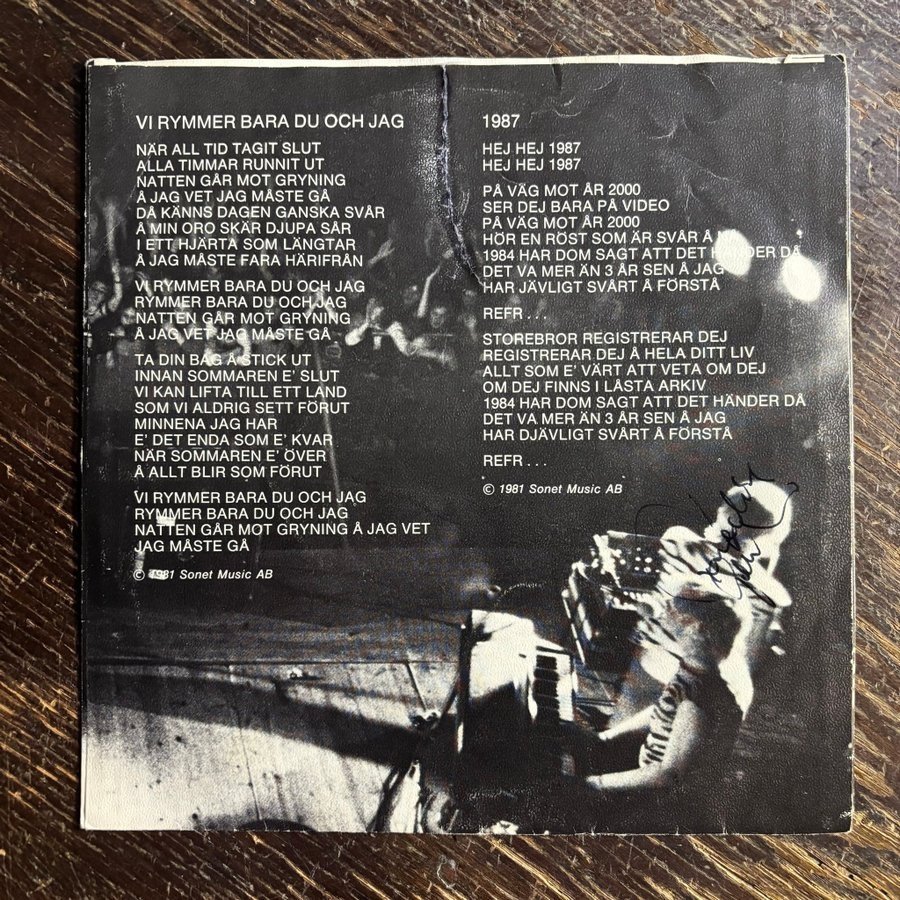 VI RYMMER BARA DU OCH JAG
NÄR ALL TID TAGIT SLUT
ALLA TIMMAR RUNNIT UT
NATTEN GÅR MOT GRYNING
Å JAG VET JAG MÅSTE GÅ
DÅ KÄNNS DAGEN GANSKA SVÅR
Å MIN ORO SKÄR DJUPA SÅR
I ETT HJÄRTA SOM LÄNGTAR
Å JAG MÅSTE FARA HÄRIFRÅN
VI RYMMER BARA DU OCH JAG
RYMMER BARA DU OCH JAG
NATTEN GÅR MOT GRYNING
Å JAG VET JAG MÅSTE GÅ
TA DIN BAG Å STICK UT
INNAN SOMMAREN E' SLUT
VI KAN LIFTA TILL ETT LAND
SOM VI ALDRIG SETT FÖRUT
MINNENA JAG HAR
E' DET ENDA SOM E' KVAR
NÄR SOMMAREN E' ÖVER
Å ALLT BLIR SOM FÖRUT
VI RYMMER BARA DU OCH JAG
RYMMER BARA DU OCH JAG
NATTEN GÅR MOT GRYNING Å JAG VET
JAG MÅSTE GÅ
© 1981 Sonet Music AB
1987
HEJ HEJ 1987
HEJ HEJ 1987
PÅ VÄG MOT ÅR 2000
SER DEJ BARA PÅ VIDEO
PÅ VÄG MOT ÅR 2000
HÖR EN RÖST SOM ÄR SVÅR Å
1984 HAR DOM SAGT ATT DET HÄNDER DÅ
DET VA MER ÄN 3 ÅR SEN Å JAG
HAR JÄVLIGT SVÅRT Å FÖRSTÅ
REFR . . .
STOREBROR REGISTRERAR DEJ
REGISTRERAR DEJ Å HELA DITT LIV
ALLT SOM E' VÄRT ATT VETA OM DEJ
OM DEJ FINNS I LÅSTA ARKIV
1984 HAR DOM SAGT ATT DET HÄNDER DÅ
DET VA MER ÄN 3 ÅR SEN Å JAG
HAR DJÄVLIGT SVÅRT Å FÖRSTÅ
REFR . . .
© 1981 Sonet Music AB